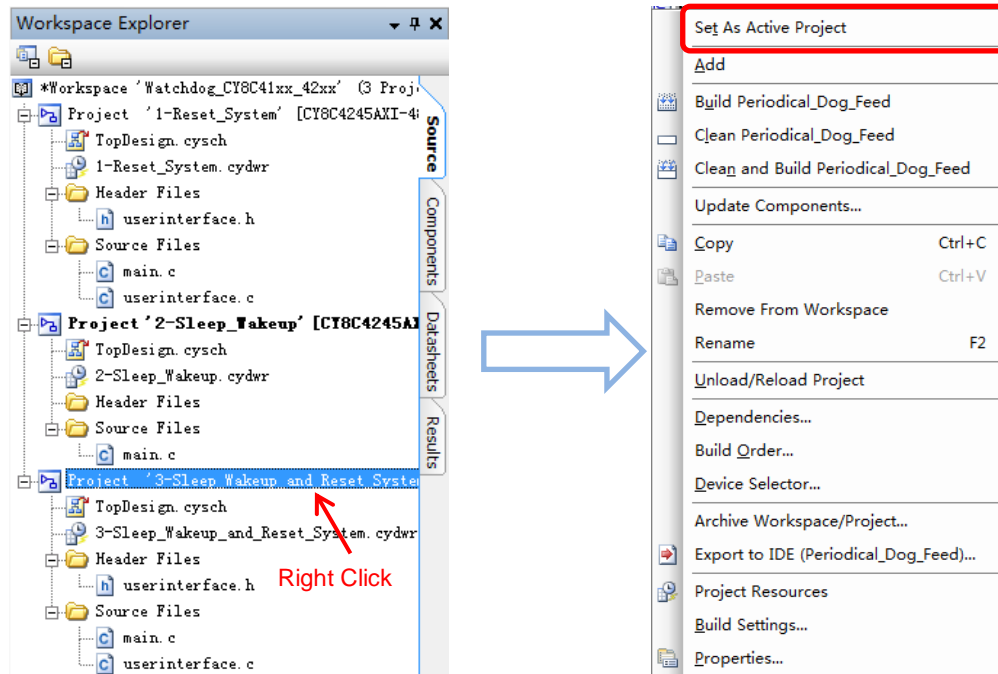 Workspace Explorer
*Workspace 'Watchdog_CY8C41xx_42xx' (3 Proj
Project '1-Reset_System' [CY8C4245AXI-4
TopDesign.cysch
1-Reset_System.cydwr
Header Files
userinterface.h
Source Files
main.c
userinterface.c
Project '2-Sleep_Wakeup' [CY8C4245AX
TopDesign.cysch
2-Sleep_Wakeup.cydwr
Header Files
Source Files
main.c
Project '3-Sleep_Wakeup_and_Reset_Syste
TopDesign.cysch
3-Sleep_Wakeup_and_Reset_System.cydwr
Header Files
userinterface.h
Right Click
Source Files
main.c
userinterface.c
Source
Components
Datasheets
Results
Set As Active Project
Add
Build Periodical_Dog_Feed
Clean Periodical_Dog_Feed
Clean and Build Periodical_Dog_Feed
Update Components...
Copy Ctrl+C
Paste Ctrl+V
Remove From Workspace
Rename F2
Unload/Reload Project
Dependencies...
Build Order...
Device Selector...
Archive Workspace/Project...
Export to IDE (Periodical_Dog_Feed)...
Project Resources
Build Settings...
Properties...